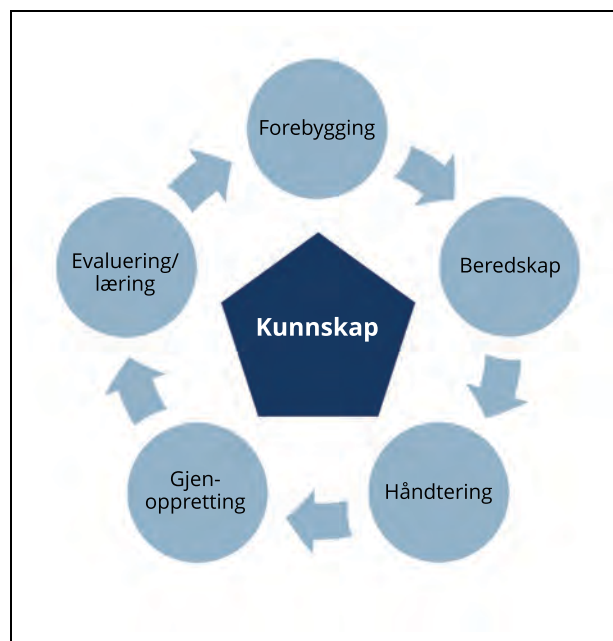 Forebygging
Beredskap
Håndtering
Gjen-
oppretting
Evaluering/
læring
Kunnskap